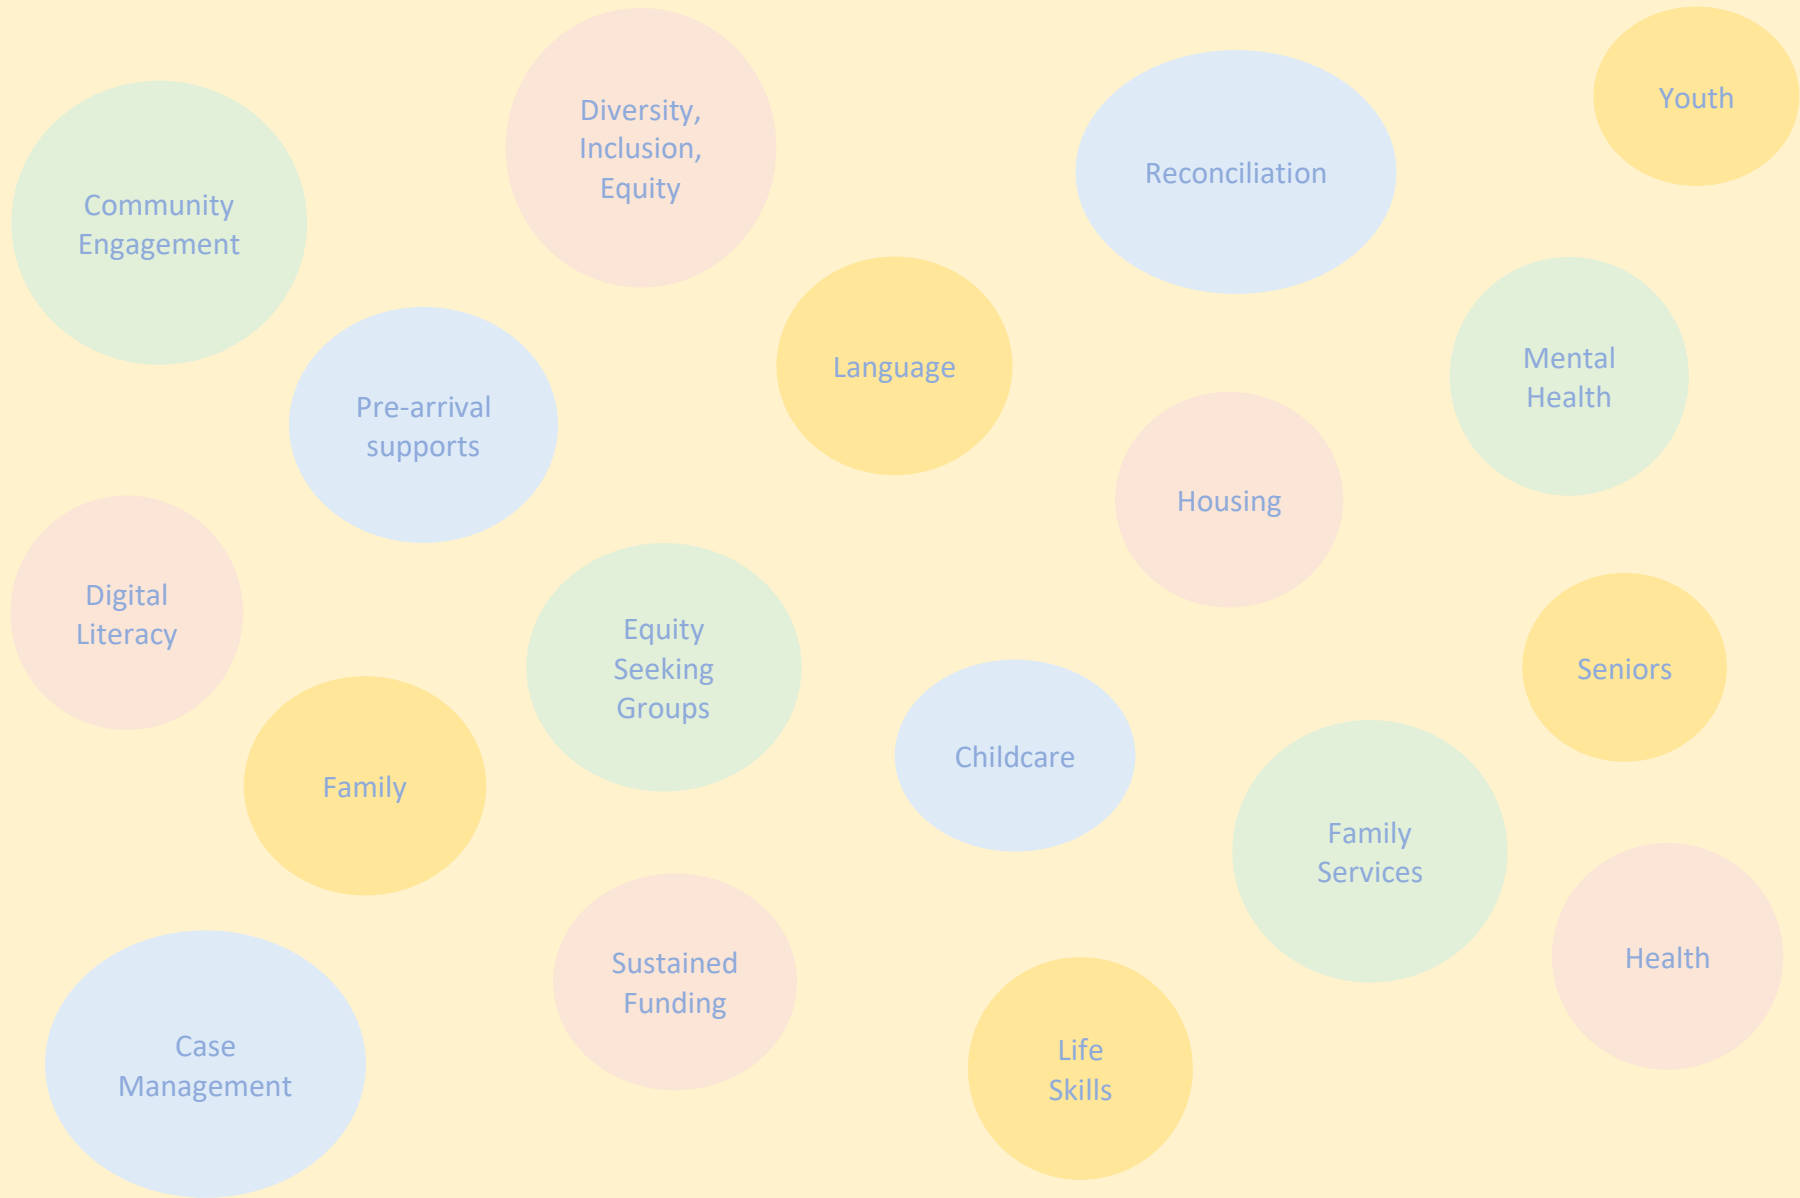 Youth
Diversity,
Inclusion,
Equity
Reconciliation
Community
Engagement
Language
Mental
Health
Pre-arrival
supports
Housing
Digital
Literacy
Equity
Seeking
Groups
Seniors
Childcare
Family
Family
Services
Health
Sustained
Funding
Case
Management
Life
Skills